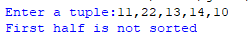 Enter a tuple:11,22,13,14,10
First half is not sorted